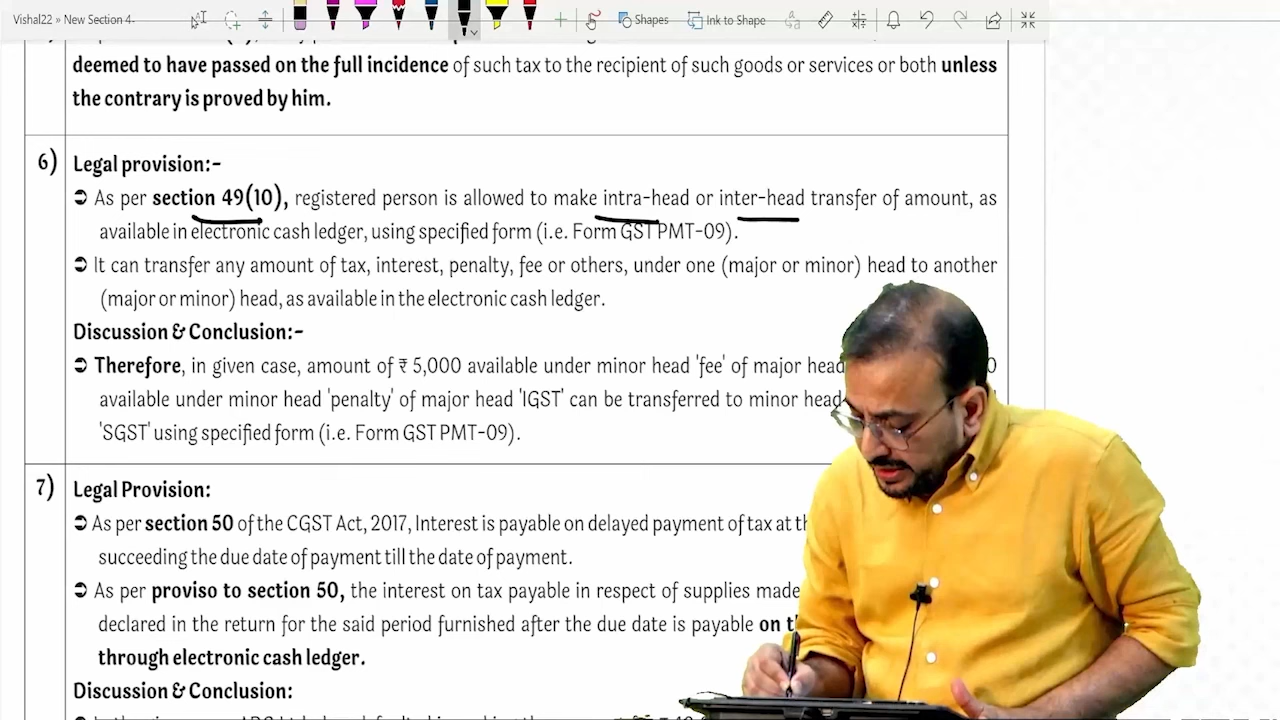 Vishal22 » New Section 4-
Shapes
Ink to Shape
deemed to have passed on the full incidence of such tax to the recipient of such goods or services or both unless
the contrary is proved by him.
6) Legal provision:-
➲ As per section 49(10), registered person is allowed to make intra-head or inter-head transfer of amount, as
available in electronic cash ledger, using specified form (i.e. Form GST PMT-09).
➲ It can transfer any amount of tax, interest, penalty, fee or others, under one (major or minor) head to another
(major or minor) head, as available in the electronic cash ledger.
Discussion & Conclusion:-
➲ Therefore, in given case, amount of ₹ 5,000 available under minor head 'fee' of major head
available under minor head 'penalty' of major head 'IGST' can be transferred to minor head
'SGST' using specified form (i.e. Form GST PMT-09).
7) Legal Provision:
➲ As per section 50 of the CGST Act, 2017, Interest is payable on delayed payment of tax at
succeeding the due date of payment till the date of payment.
➲ As per proviso to section 50, the interest on tax payable in respect of supplies made
declared in the return for the said period furnished after the due date is payable on
through electronic cash ledger.
Discussion & Conclusion: